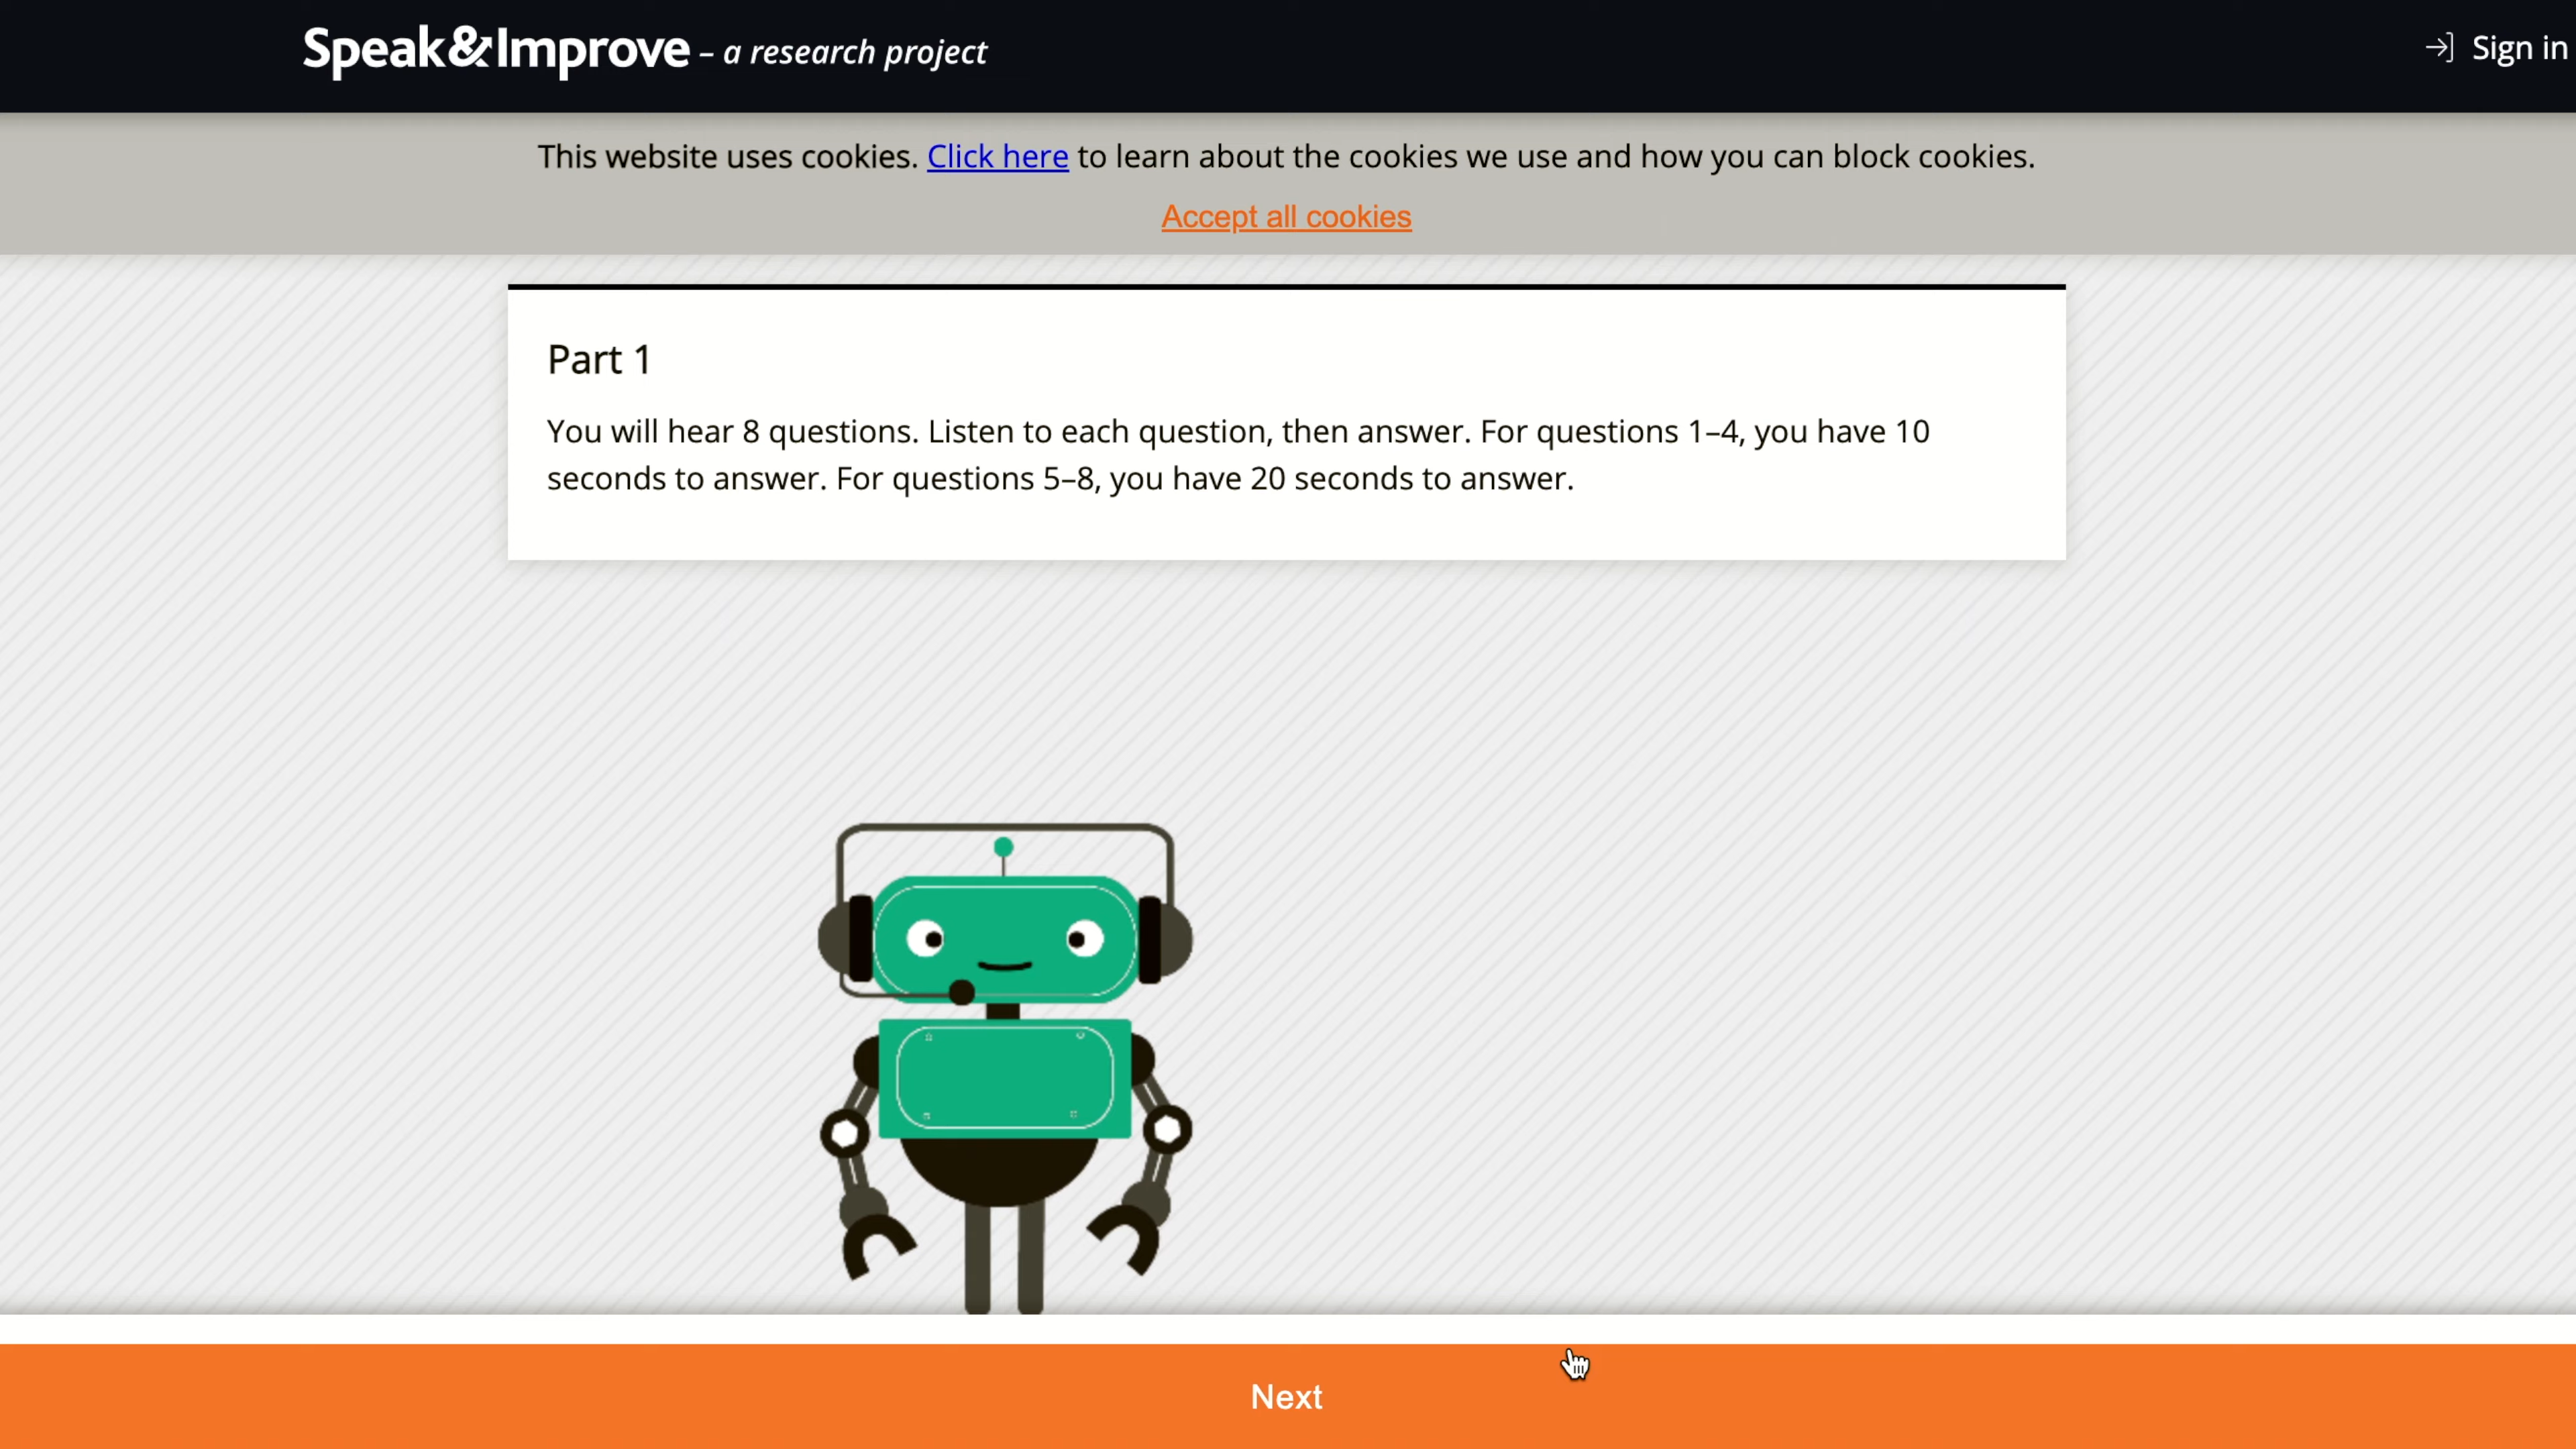 Speak&Improve – a research project
Sign in
This website uses cookies. Click here to learn about the cookies we use and how you can block cookies.
Accept all cookies
Part 1
You will hear 8 questions. Listen to each question, then answer. For questions 1–4, you have 10
seconds to answer. For questions 5–8, you have 20 seconds to answer.
Next